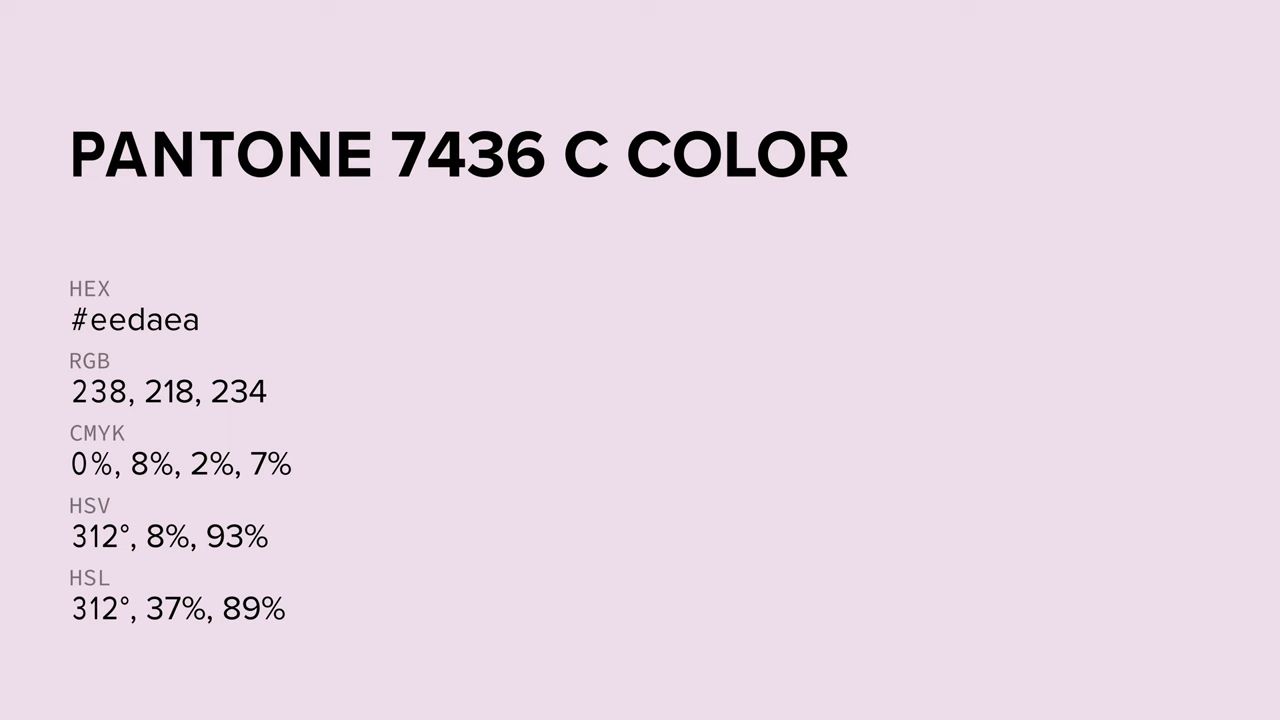 PANTONE 7436 C COLOR
HEX
#eedaea
RGB
238, 218, 234
CMYK
0%, 8%, 2%, 7%
HSV
312°, 8%, 93%
HSL
312°, 37%, 89%